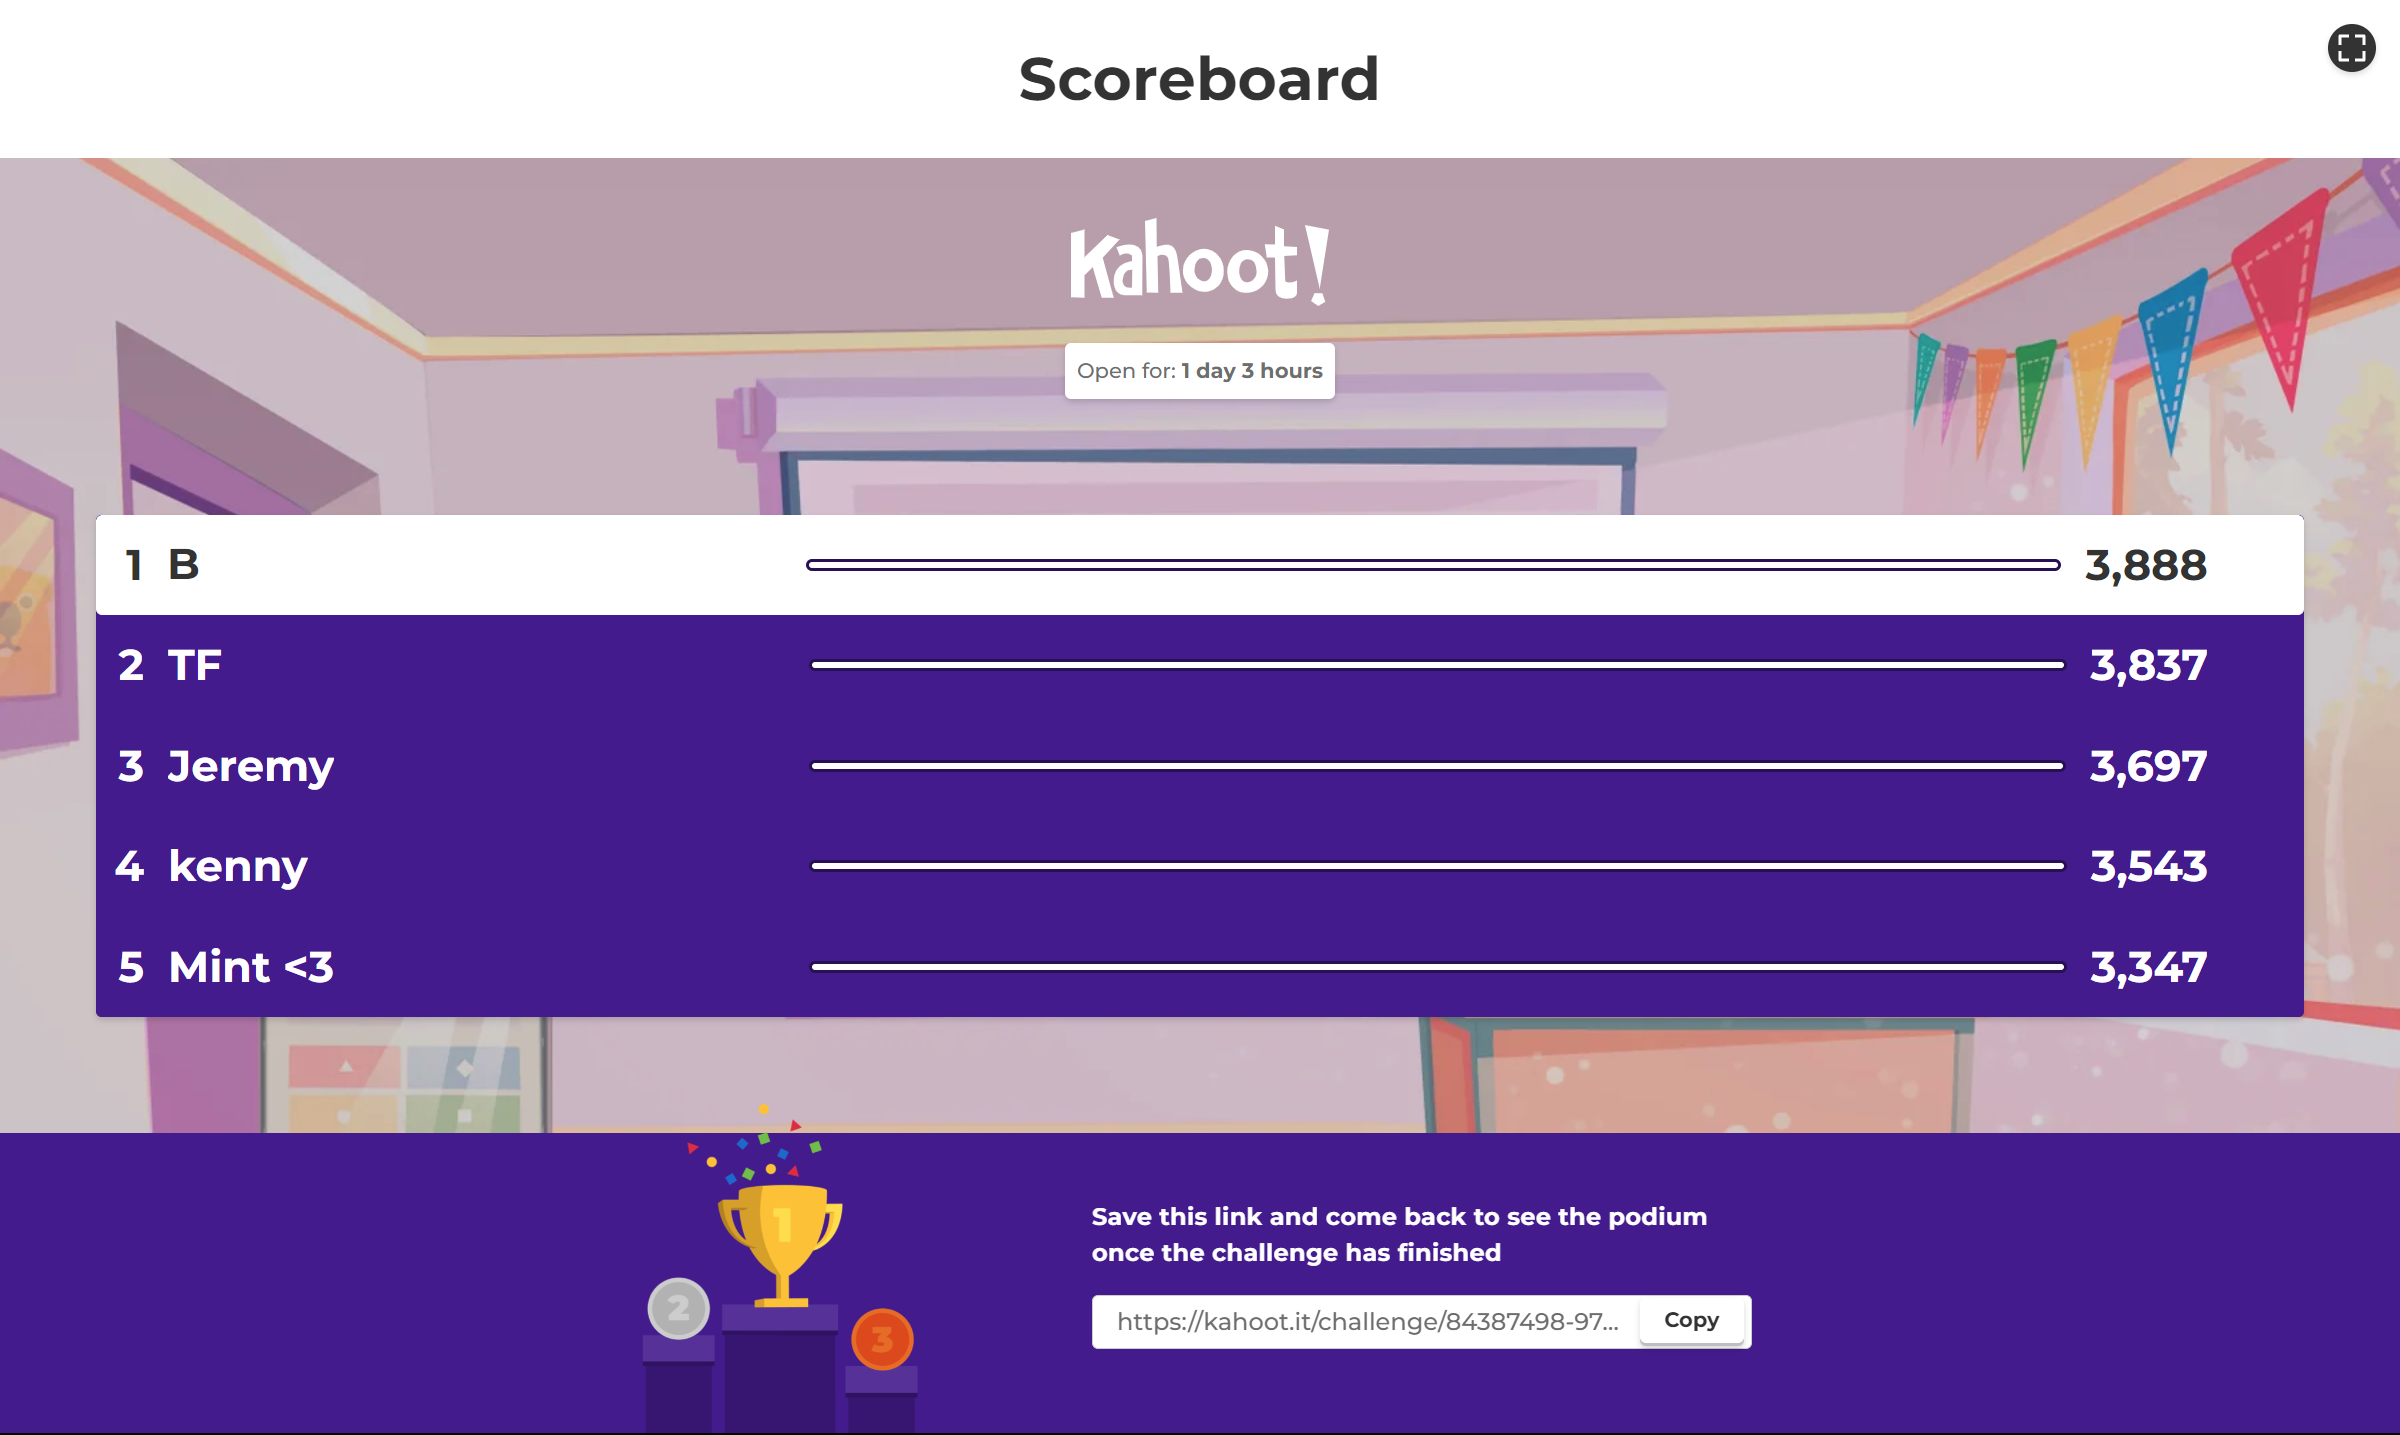 Scoreboard
Kahoot!
Open for: 1 day 3 hours
1 B 3,888
2 TF 3,837
3 Jeremy 3,697
4 kenny 3,543
5 Mint <3 3,347
1
2
3
Save this link and come back to see the podium
once the challenge has finished
https://kahoot.it/challenge/84387498-97... Copy